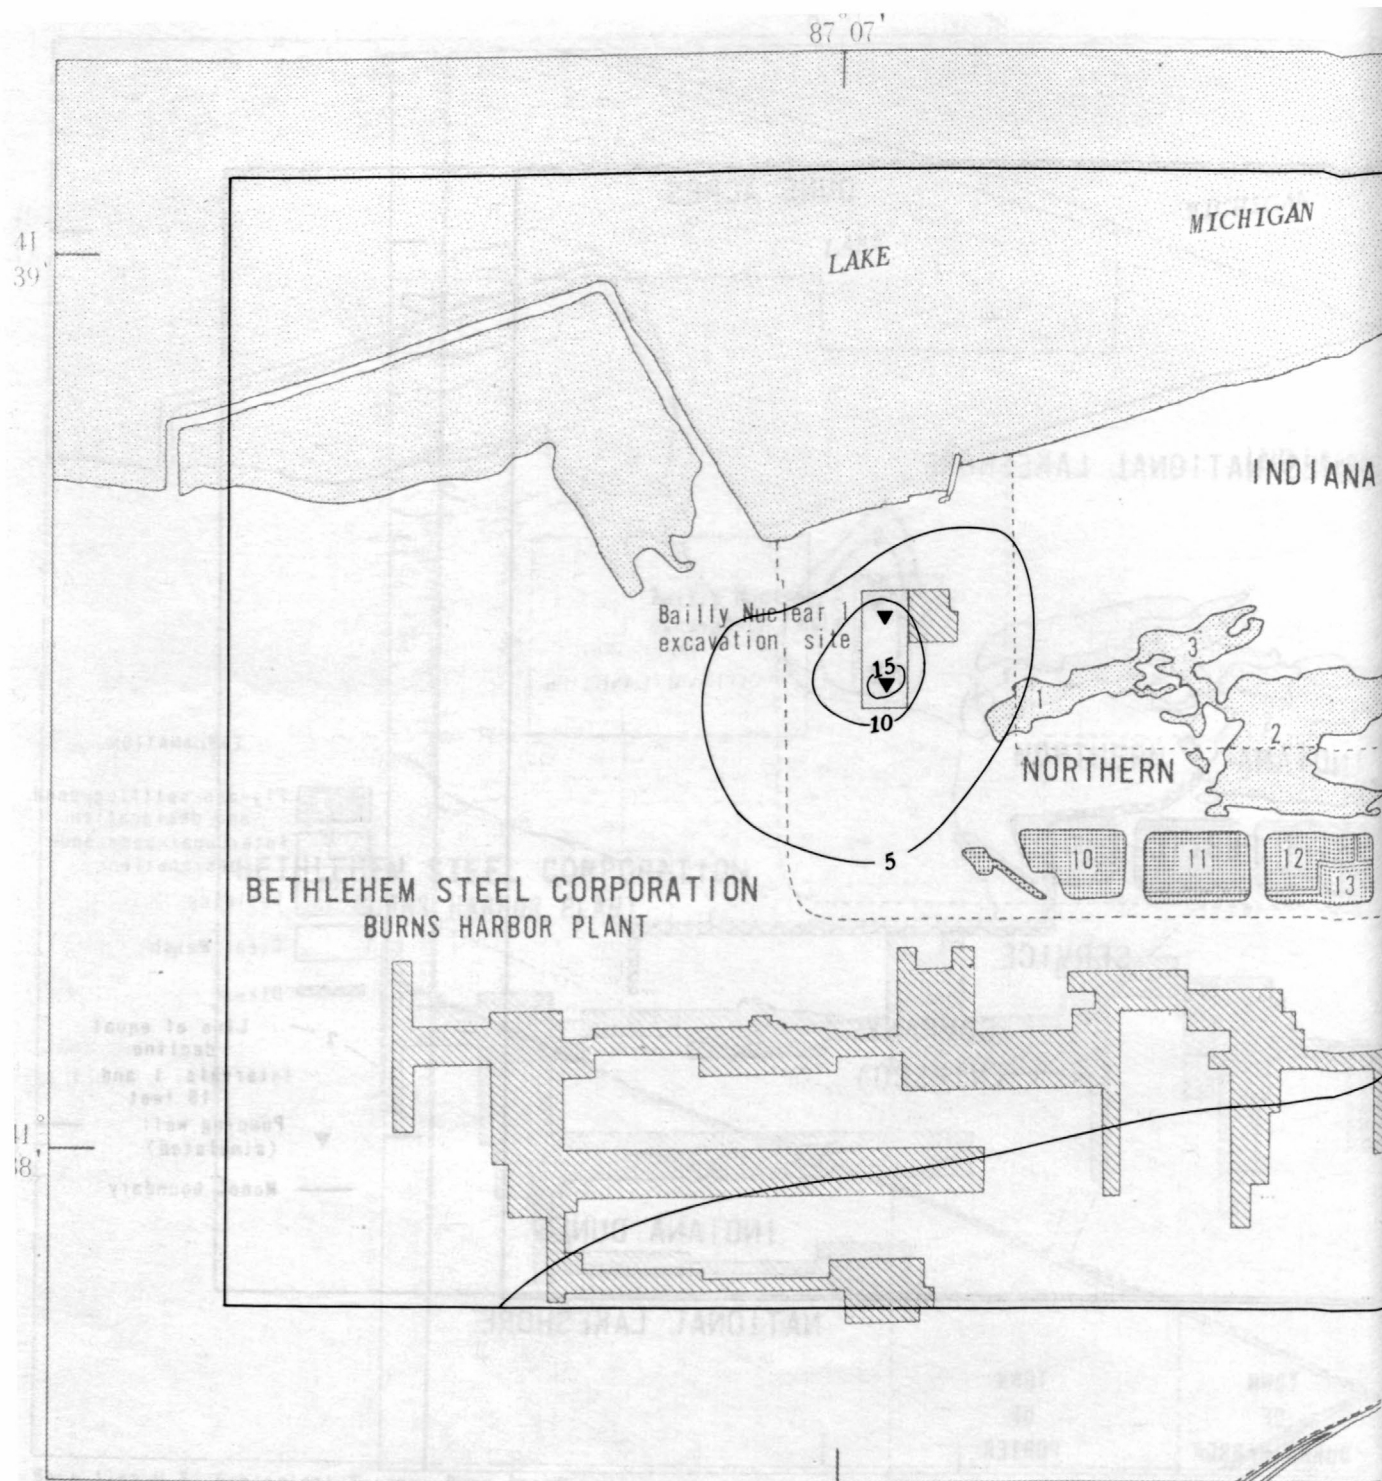 87°07'
41
39'
LAKE
MICHIGAN
INDIANA
Bailly Nuclear 1
excavation site
15
10
5
1
3
2
NORTHERN
10
11
12
13
BETHLEHEM STEEL CORPORATION
BURNS HARBOR PLANT
41°
38'